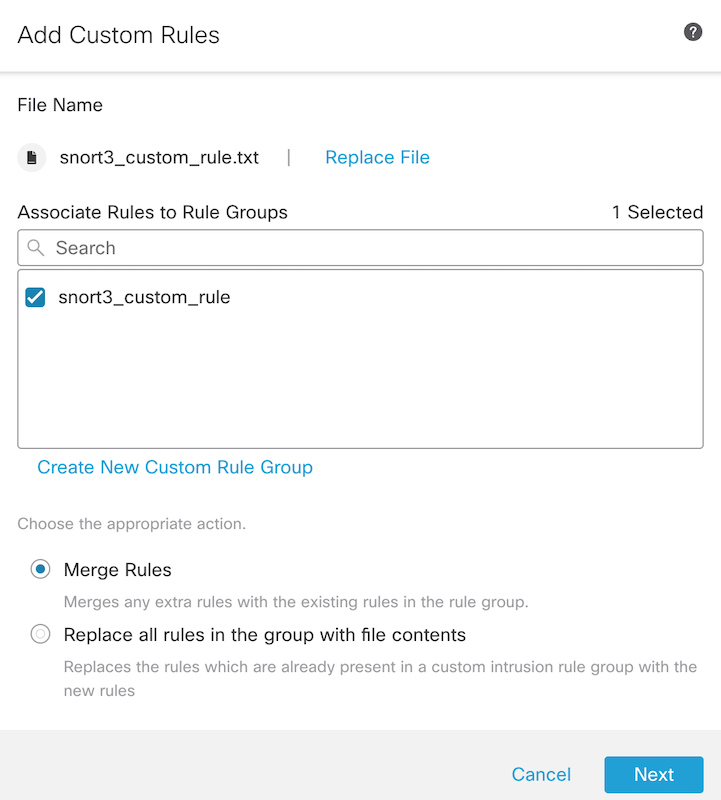 Add Custom Rules ?
File Name
snort3_custom_rule.txt | Replace File
Associate Rules to Rule Groups 1 Selected
Search
snort3_custom_rule
Create New Custom Rule Group
Choose the appropriate action.
Merge Rules
Merges any extra rules with the existing rules in the rule group.
Replace all rules in the group with file contents
Replaces the rules which are already present in a custom intrusion rule group with the
new rules
Cancel Next